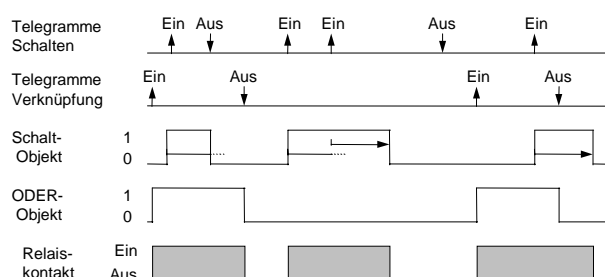 Telegramme Schalten
Ein Aus Ein Ein Aus Ein
Telegramme Verknüpfung
Ein Aus Ein Aus
Schalt-Objekt
1
0
ODER-Objekt
1
0
Relais-kontakt
Ein
Aus